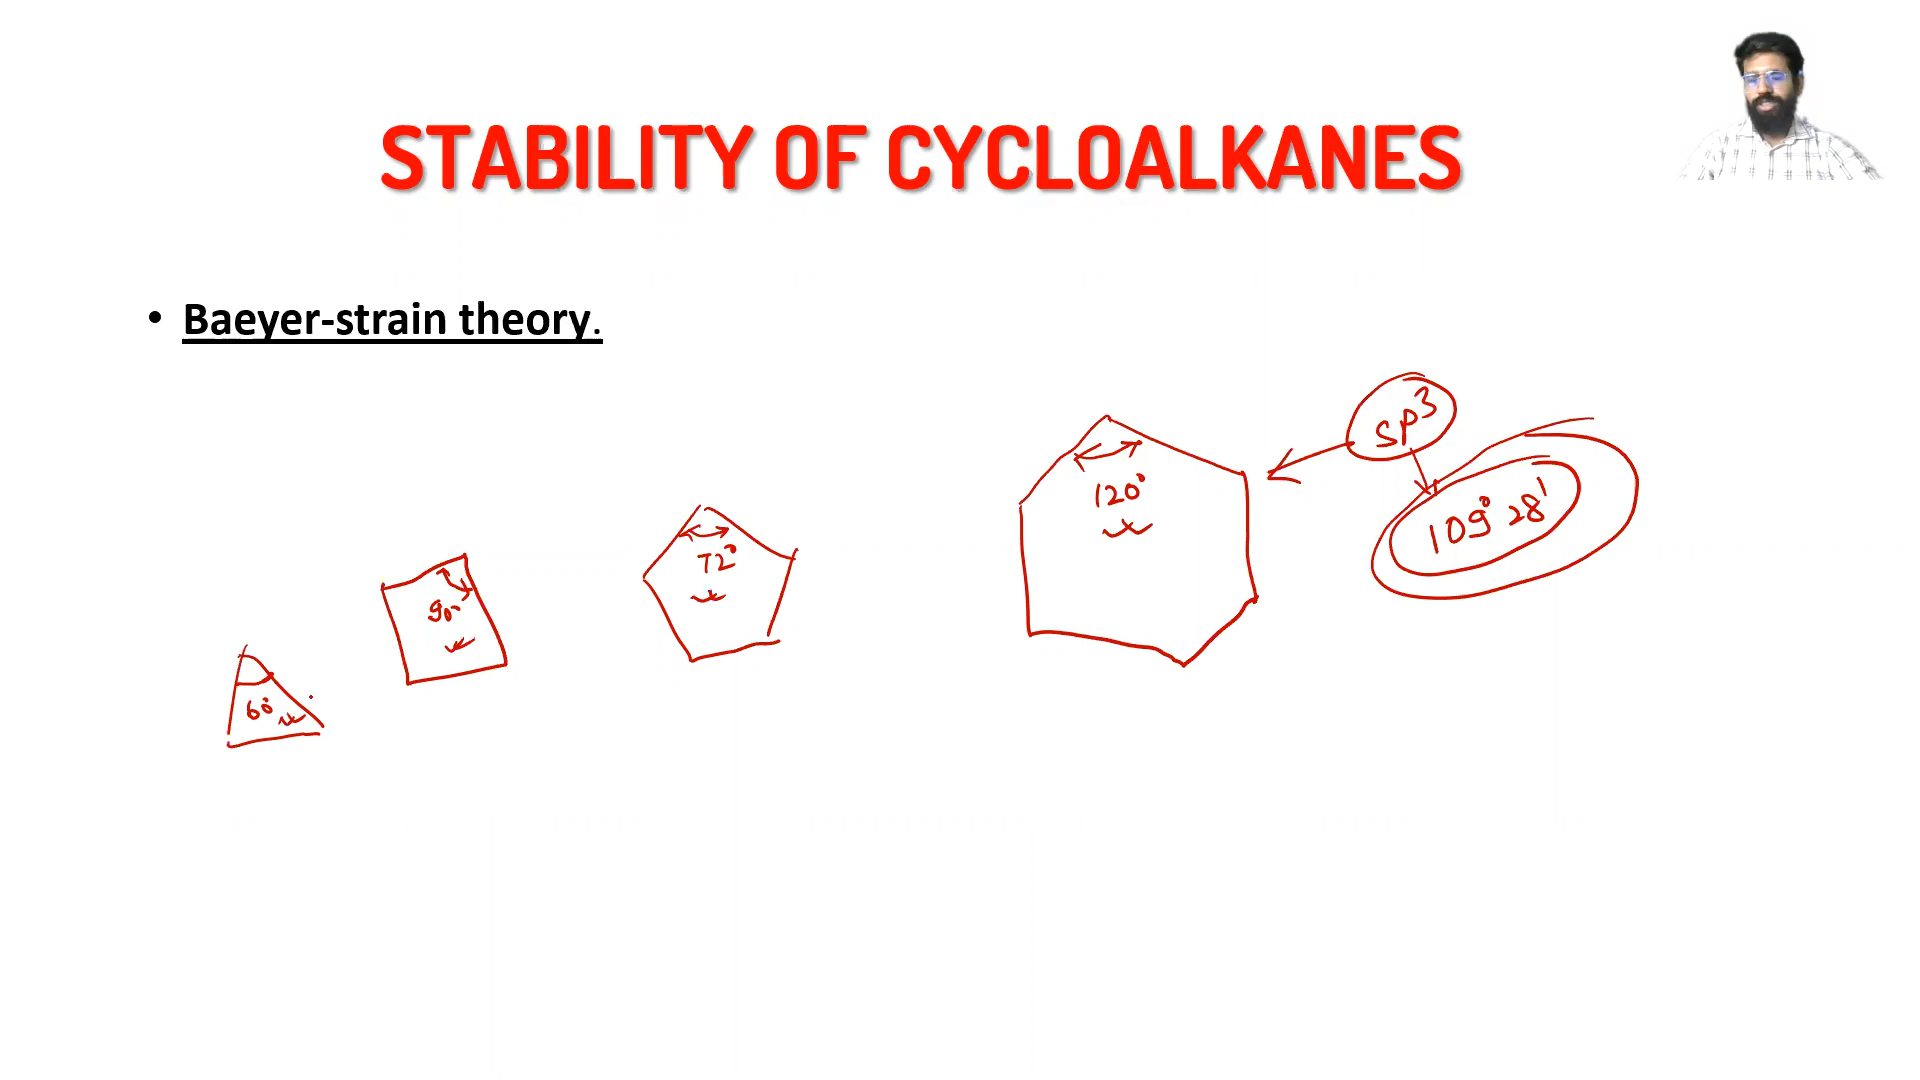 STABILITY OF CYCLOALKANES
• Baeyer-strain theory.
sp³
120°
109° 28'
72°
90°
60°